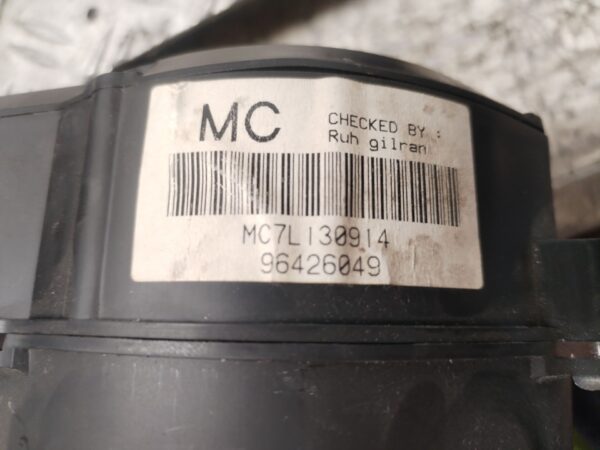 MC
CHECKED BY :
Ruh gilran
MC7L130914
96426049